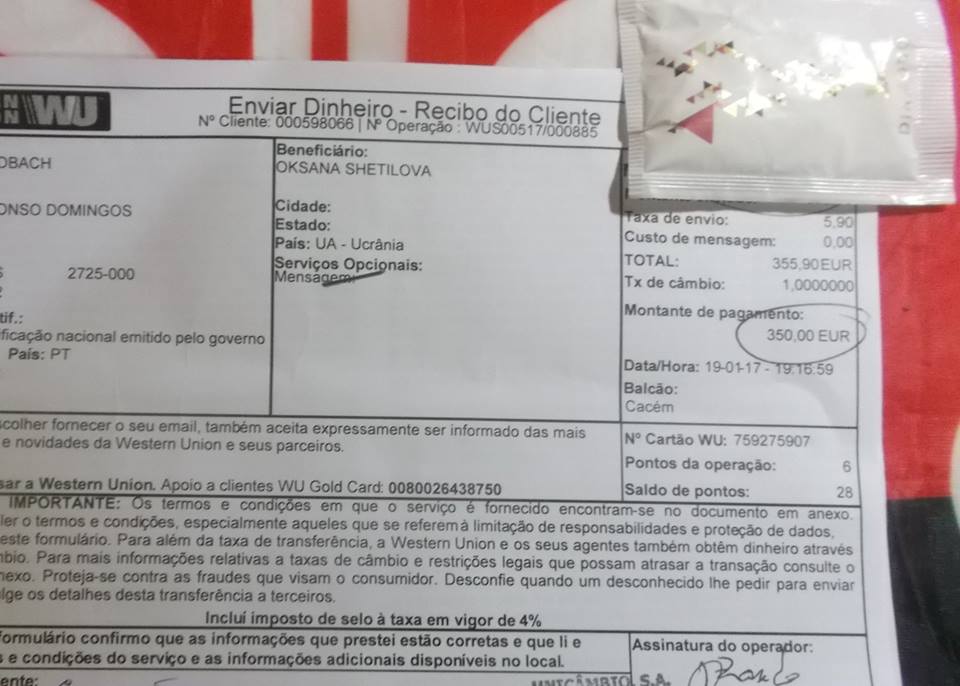 WU
Enviar Dinheiro - Recibo do Cliente
Nº Cliente: 000598066 | Nº Operação : WUS00517/000885
OBACH
ONSO DOMINGOS
2725-000
tif.:
ificação nacional emitido pelo governo
País: PT
Beneficiário:
OKSANA SHETILOVA
Cidade:
Estado:
País: UA - Ucrânia
Serviços Opcionais:
Mensagem:
Taxa de envio: 5,90
Custo de mensagem: 0,00
TOTAL: 355,90EUR
Tx de câmbio: 1,0000000
Montante de pagamento:
350,00 EUR
Data/Hora: 19-01-17 - 19:16:59
Balcão:
Cacém
Nº Cartão WU: 759275907
Pontos da operação: 6
Saldo de pontos: 28
scolher fornecer o seu email, também aceita expressamente ser informado das mais
e novidades da Western Union e seus parceiros.
sar a Western Union. Apoio a clientes WU Gold Card: 0080026438750
IMPORTANTE: Os termos e condições em que o serviço é fornecido encontram-se no documento em anexo.
ler o termos e condições, especialmente aqueles que se referem à limitação de responsabilidades e proteção de dados,
este formulário. Para além da taxa de transferência, a Western Union e os seus agentes também obtêm dinheiro através
mbio. Para mais informações relativas a taxas de câmbio e restrições legais que possam atrasar a transação consulte o
nexo. Proteja-se contra as fraudes que visam o consumidor. Desconfie quando um desconhecido lhe pedir para enviar
ulge os detalhes desta transferência a terceiros.
Incluí imposto de selo à taxa em vigor de 4%
formulário confirmo que as informações que prestei estão corretas e que li e
s e condições do serviço e as informações adicionais disponíveis no local.
ente:
Assinatura do operador:
UNICÂMBIO, S.A.